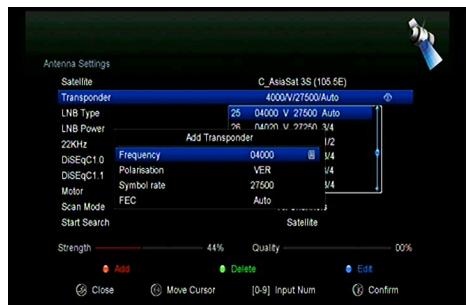 Antenna Settings
Satellite C_AsiaSat 3S (105.5E)
Transponder 4000/V/27500/Auto
LNB Type 25 04000 V 27500 Auto
LNB Power 26 04020 V 27250 3/4
Add Transponder
22KHz 1/2
Frequency 04000
DiSEqC1.0 3/4
Polarisation VER
DiSEqC1.1 3/4
Symbol rate 27500
Motor 3/4
FEC Auto
Scan Mode
Start Search Satellite
Strength 44% Quality 00%
Add Delete Edit
Close Move Cursor [0-9] Input Num Confirm